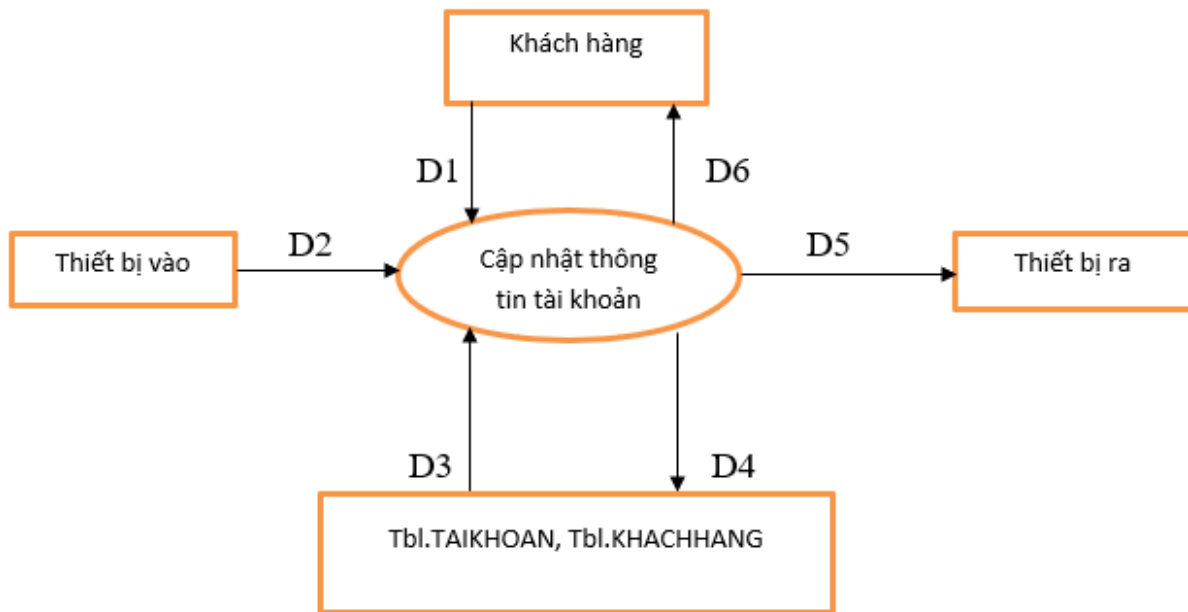 Khách hàng
D1
D6
Thiết bị vào
D2
Cập nhật thông
tin tài khoản
D5
Thiết bị ra
D3
D4
Tbl.TAIKHOAN, Tbl.KHACHHANG